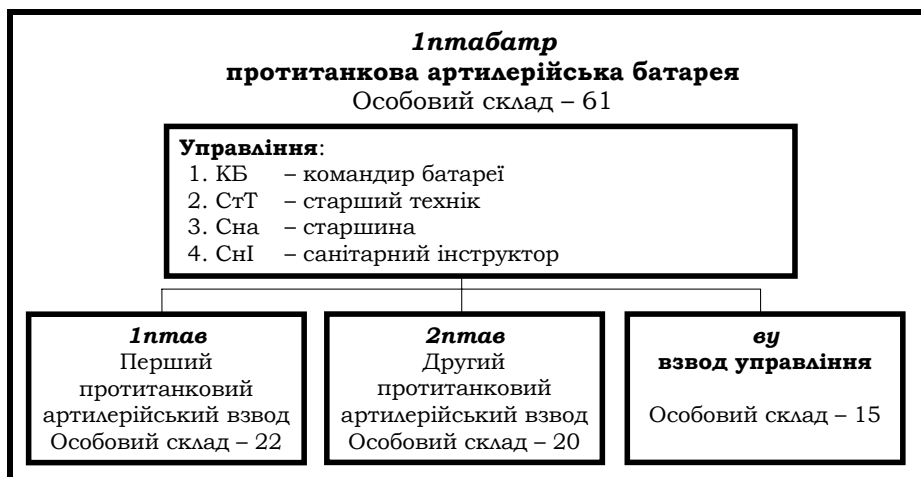 1птабатр
протитанкова артилерійська батарея
Особовий склад – 61
Управління:
1. КБ – командир батареї
2. СтТ – старший технік
3. Сна – старшина
4. СнІ – санітарний інструктор
1птав
Перший
протитанковий
артилерійський взвод
Особовий склад – 22
2птав
Другий
протитанковий
артилерійський взвод
Особовий склад – 20
ву
взвод управління
Особовий склад – 15